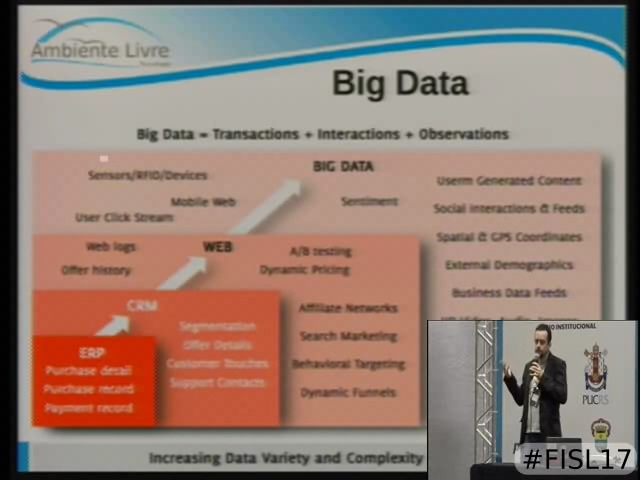 Ambiente Livre
Big Data
Big Data = Transactions + Interactions + Observations
BIG DATA
Sensors/RFID/Devices
Mobile Web
Sentiment
User Click Stream
Userm Generated Content
Social Interactions & Feeds
Spatial & GPS Coordinates
External Demographics
Business Data Feeds
WEB
Web logs
A/B testing
Offer history
Dynamic Pricing
Affiliate Networks
Search Marketing
Behavioral Targeting
Dynamic Funnels
CRM
Segmentation
Offer Details
Customer Touches
Support Contacts
ERP
Purchase detail
Purchase record
Payment record
Increasing Data Variety and Complexity
INSTITUCIONAL
PUCRS
#FISL17